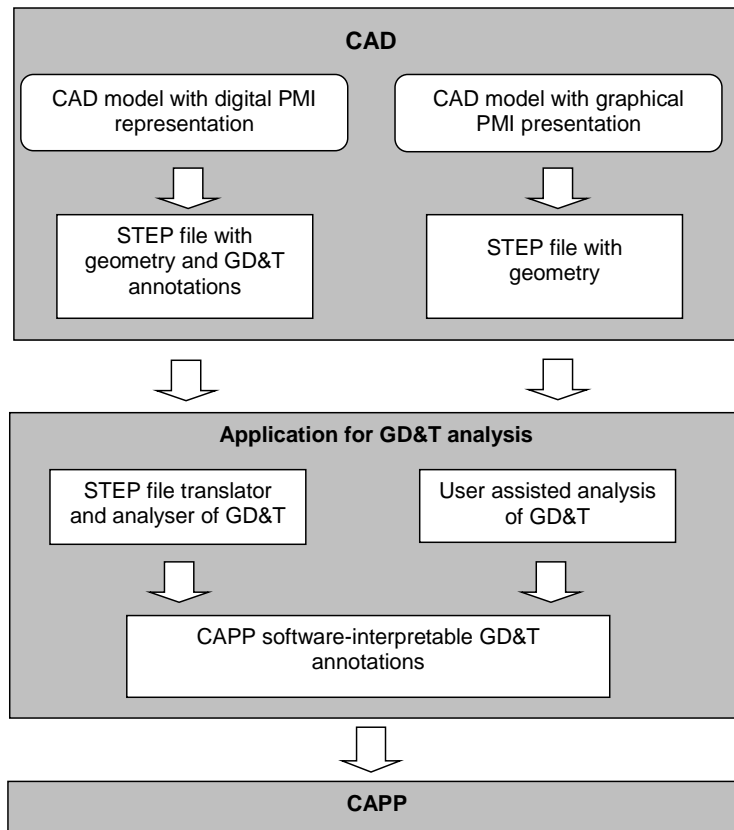 CAD
CAD model with digital PMI
representation
CAD model with graphical
PMI presentation
STEP file with
geometry and GD&T
annotations
STEP file with
geometry
Application for GD&T analysis
STEP file translator
and analyser of GD&T
User assisted analysis
of GD&T
CAPP software-interpretable GD&T
annotations
CAPP